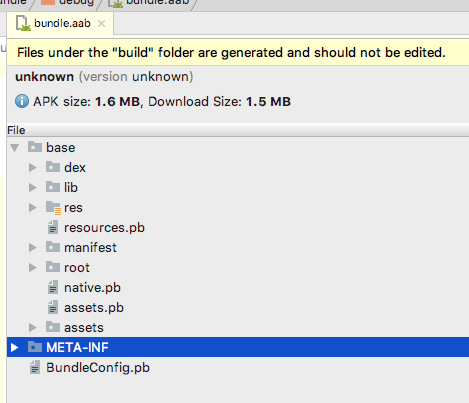 undle
debug
bundle.aab
bundle.aab
Files under the "build" folder are generated and should not be edited.
unknown (version unknown)
APK size: 1.6 MB, Download Size: 1.5 MB
File
base
dex
lib
res
resources.pb
manifest
root
native.pb
assets.pb
assets
META-INF
BundleConfig.pb